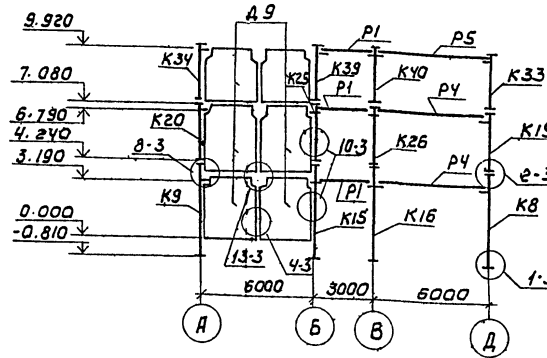 9.920
7.080
6.790
4.240
3.190
0.000
-0.810
Д9
Р1
Р5
К34
К25
К39
К40
К33
Р1
Р4
К20
К26
8-3
10-3
Р4
К9
Р1
К15
К16
К8
13-3
4-3
6000
3000
6000
А
Б
В
Д